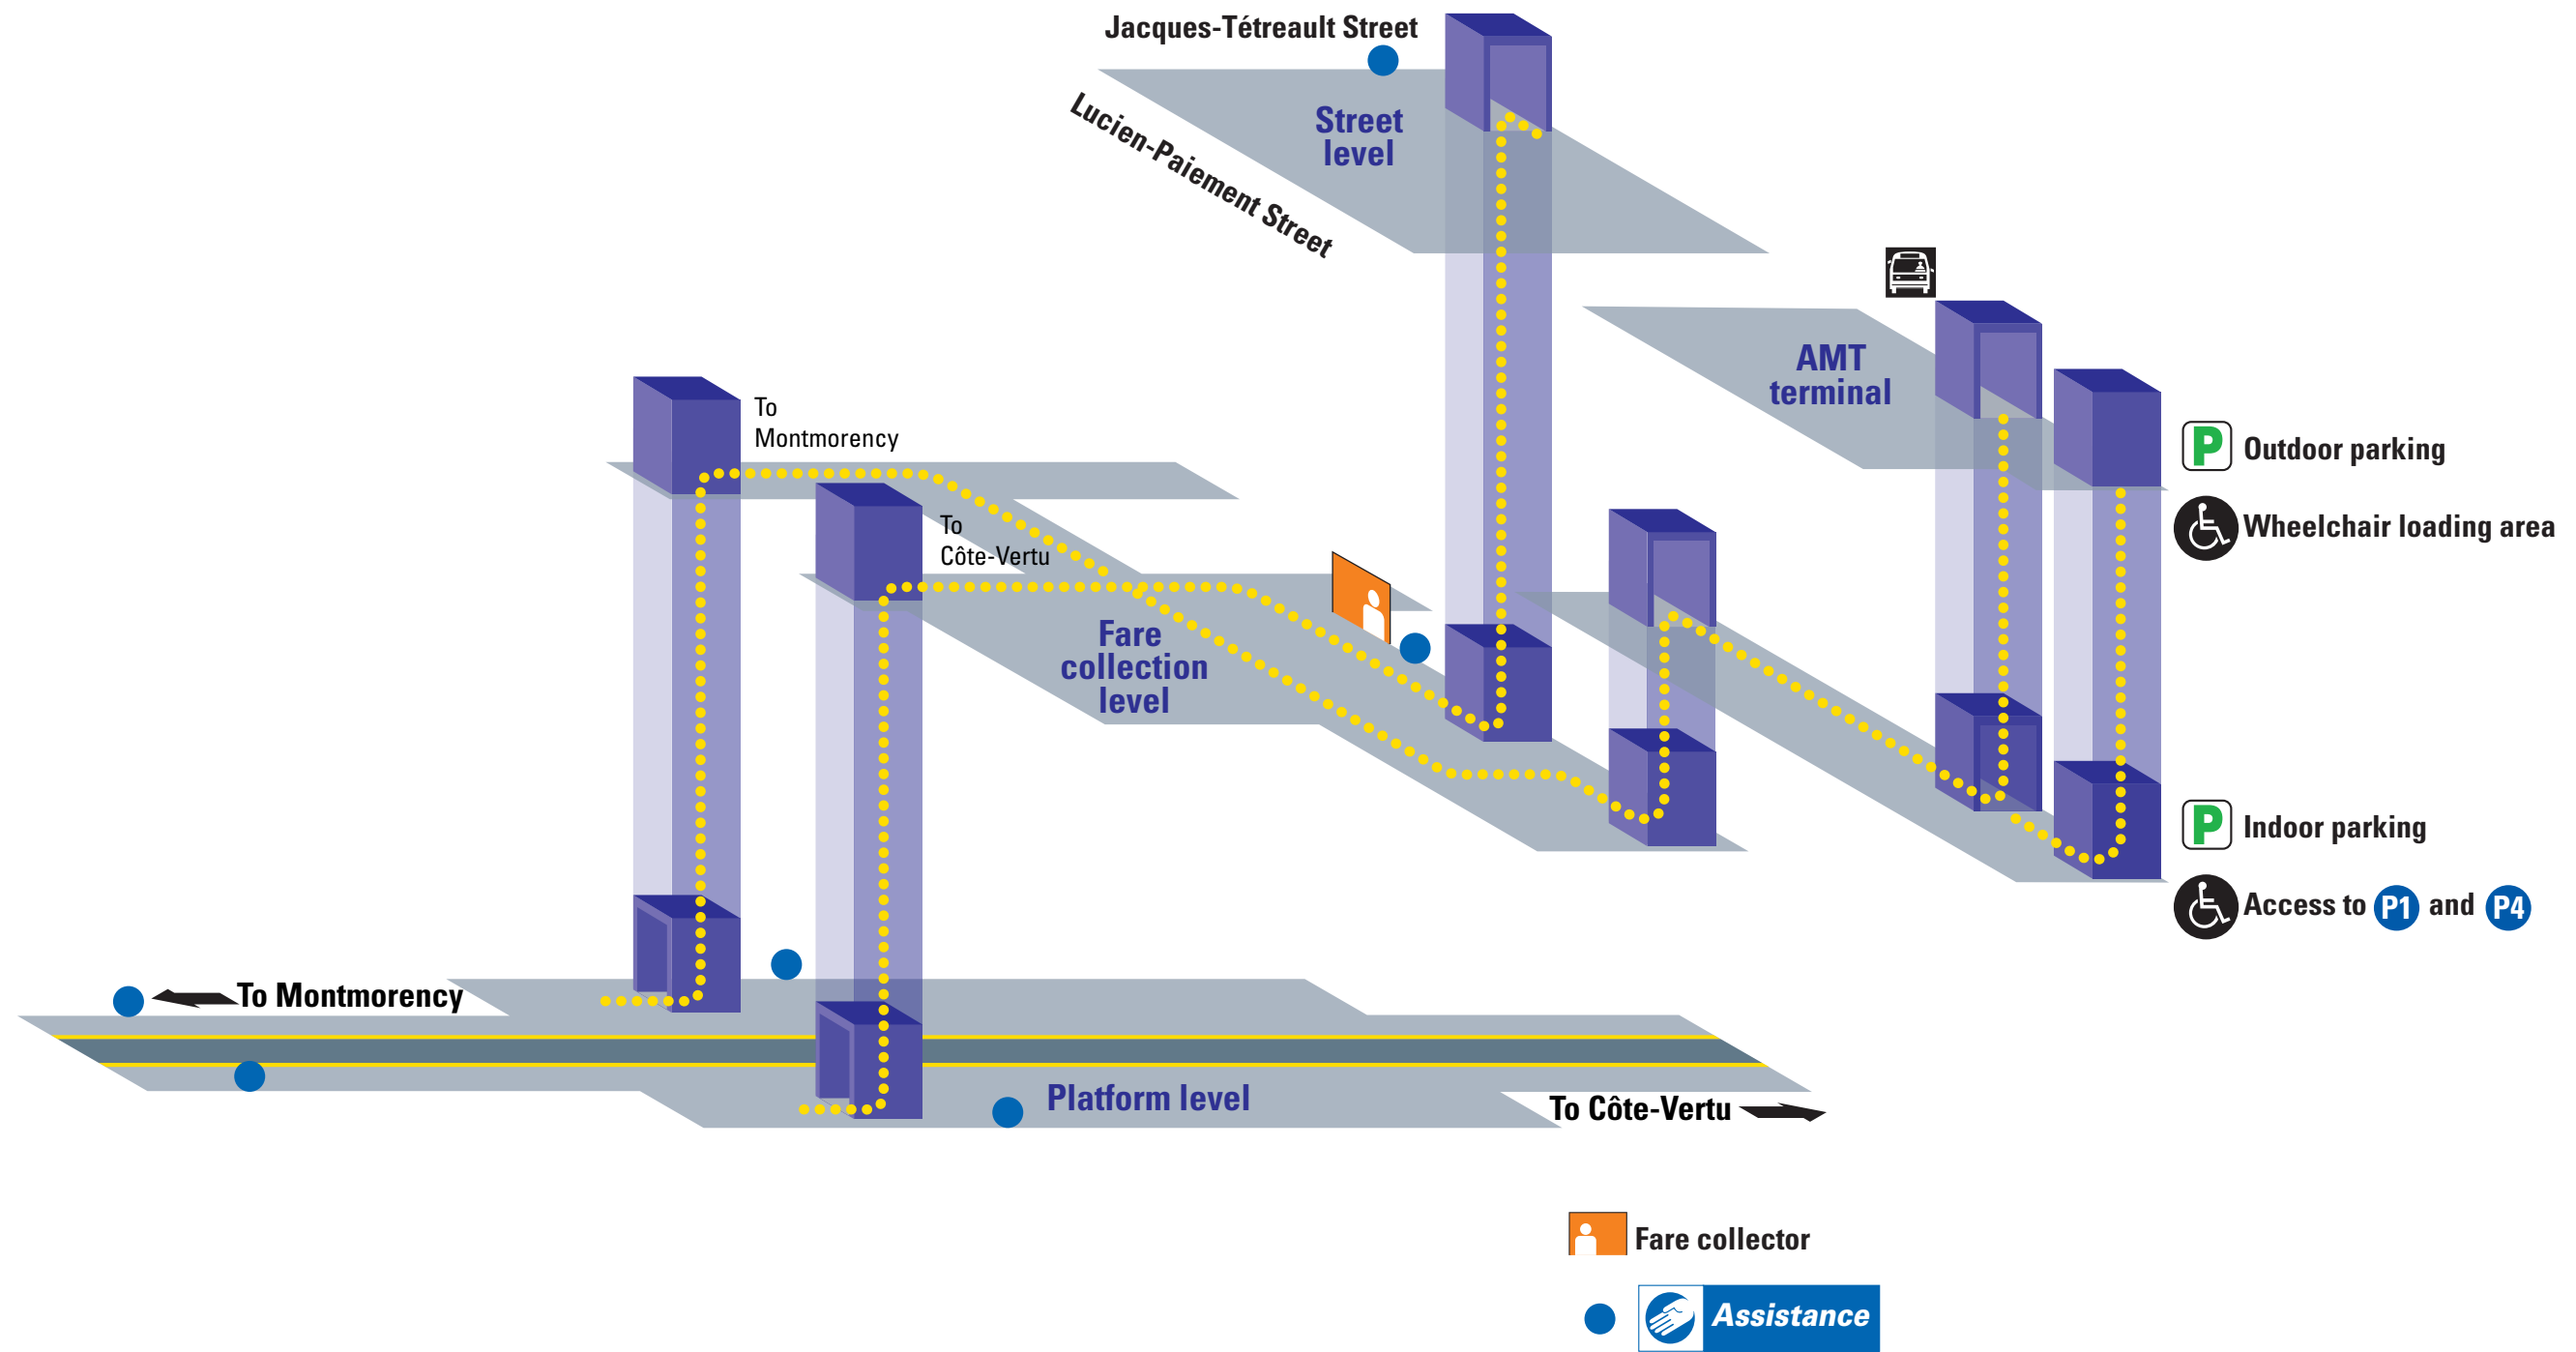 Jacques-Tétreault Street
Lucien-Paiement Street
Street
level
AMT
terminal
To
Montmorency
Outdoor parking
To
Côte-Vertu
Wheelchair loading area
Fare
collection
level
P
P
Indoor parking
Access to P1 and P4
To Montmorency
Platform level
To Côte-Vertu
Fare collector
Assistance